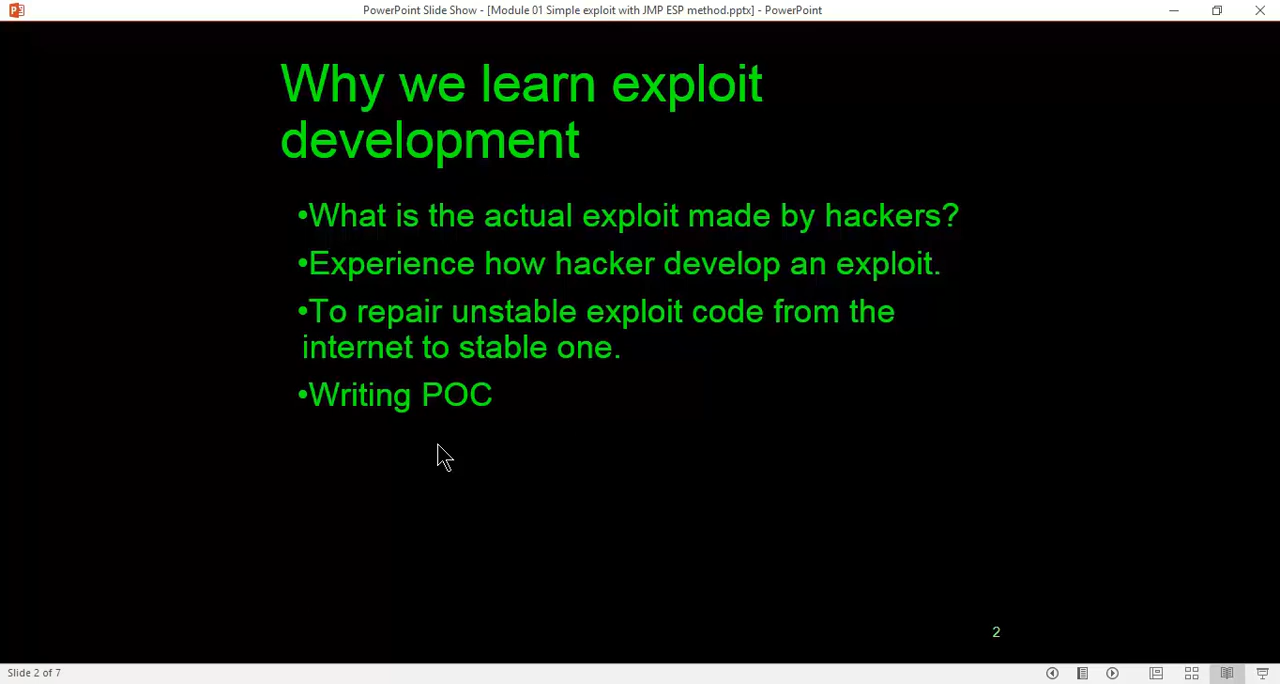 PowerPoint Slide Show - [Module 01 Simple exploit with JMP ESP method.pptx] - PowerPoint
Why we learn exploit
development
•What is the actual exploit made by hackers?
•Experience how hacker develop an exploit.
•To repair unstable exploit code from the
internet to stable one.
•Writing POC
2
Slide 2 of 7